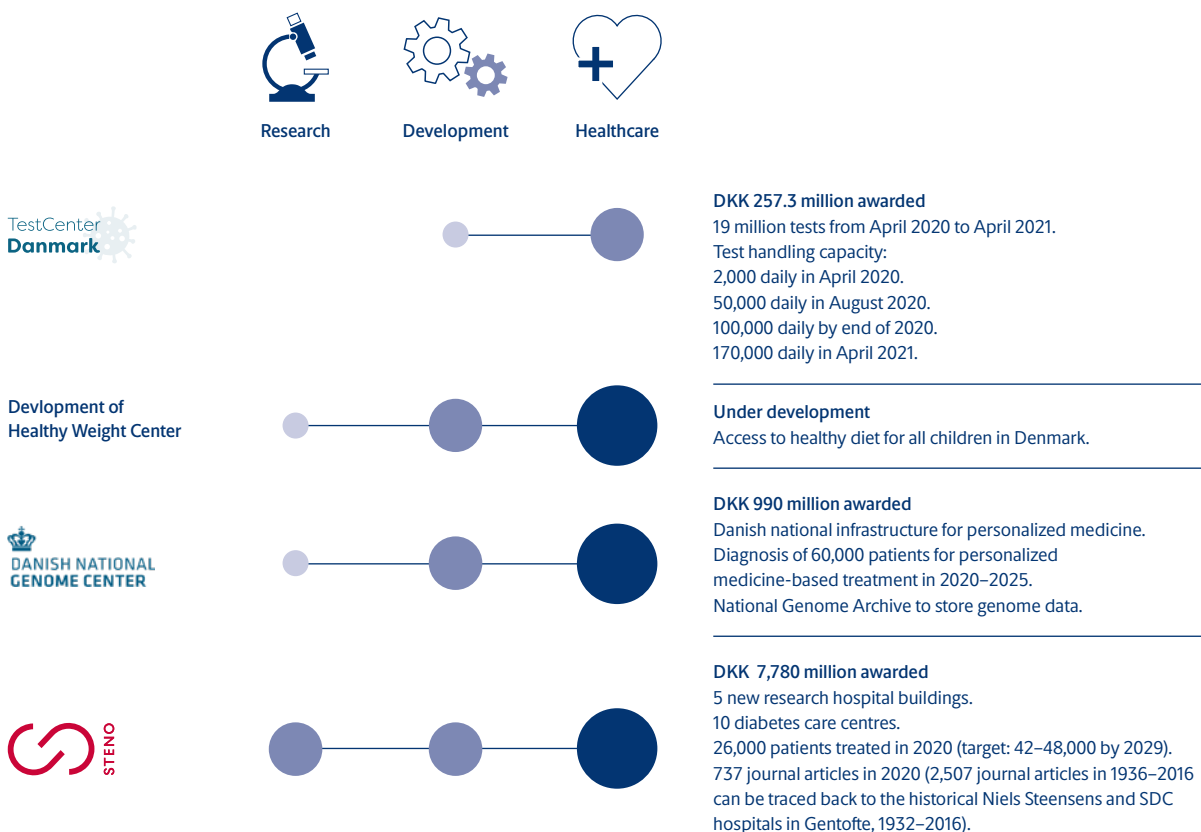 Research
Development
Healthcare
TestCenter
Danmark
DKK 257.3 million awarded
19 million tests from April 2020 to April 2021.
Test handling capacity:
2,000 daily in April 2020.
50,000 daily in August 2020.
100,000 daily by end of 2020.
170,000 daily in April 2021.
Devlopment of
Healthy Weight Center
Under development
Access to healthy diet for all children in Denmark.
DANISH NATIONAL
GENOME CENTER
DKK 990 million awarded
Danish national infrastructure for personalized medicine.
Diagnosis of 60,000 patients for personalized
medicine-based treatment in 2020–2025.
National Genome Archive to store genome data.
STENO
DKK 7,780 million awarded
5 new research hospital buildings.
10 diabetes care centres.
26,000 patients treated in 2020 (target: 42–48,000 by 2029).
737 journal articles in 2020 (2,507 journal articles in 1936–2016
can be traced back to the historical Niels Steensens and SDC
hospitals in Gentofte, 1932–2016).